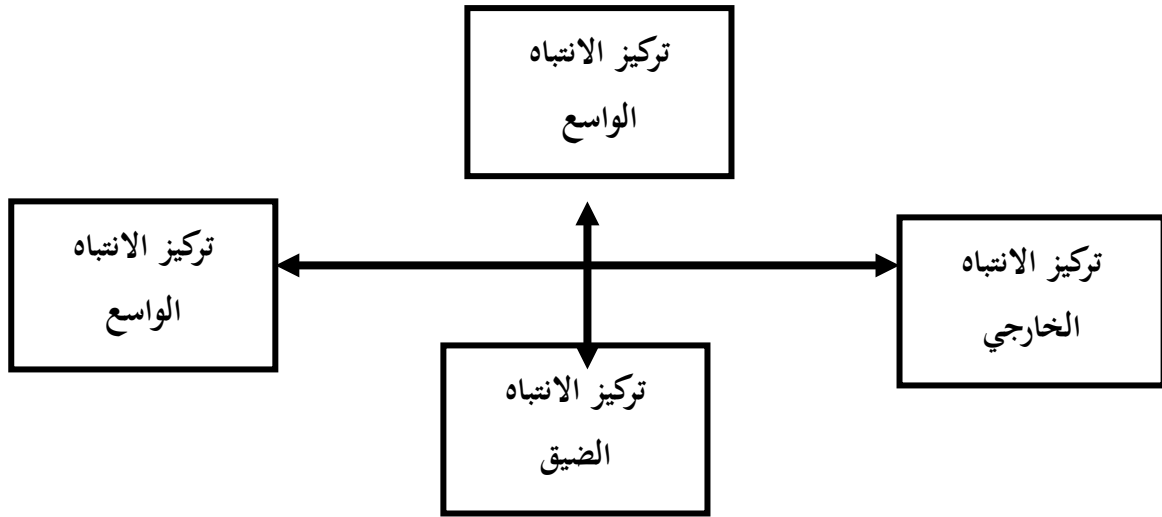 تركيز الانتباه
الواسع
تركيز الانتباه
الخارجي
تركيز الانتباه
الواسع
تركيز الانتباه
الضيق